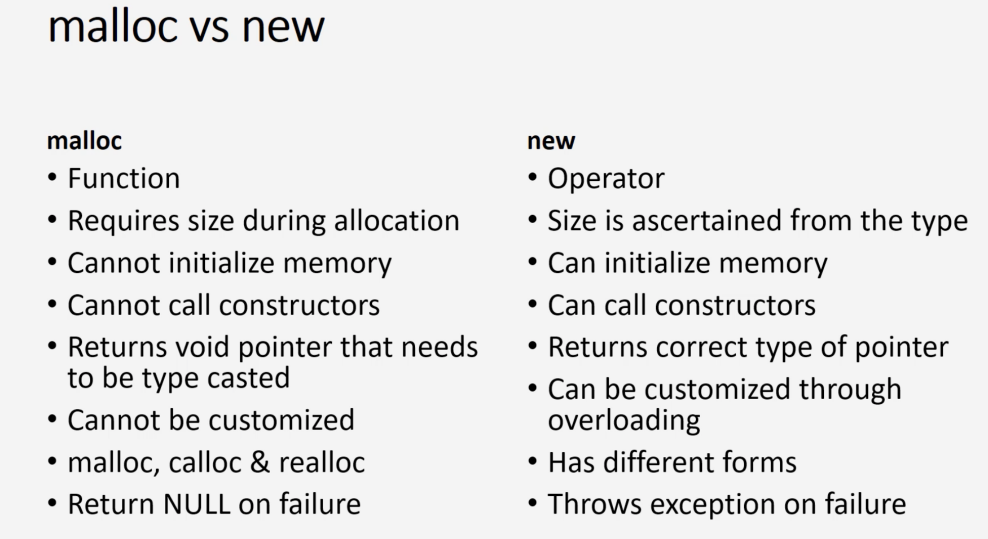 malloc vs new
malloc
• Function
• Requires size during allocation
• Cannot initialize memory
• Cannot call constructors
• Returns void pointer that needs
to be type casted
• Cannot be customized
• malloc, calloc & realloc
• Return NULL on failure
new
• Operator
• Size is ascertained from the type
• Can initialize memory
• Can call constructors
• Returns correct type of pointer
• Can be customized through
overloading
• Has different forms
• Throws exception on failure